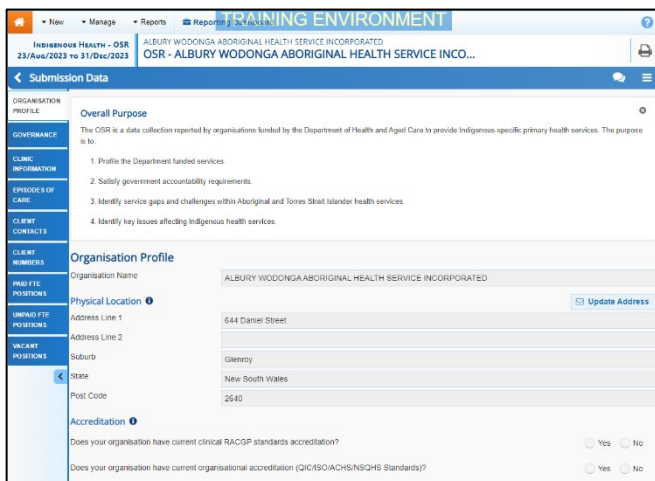 New
Manage
Reports
Reporting Dashboard
TRAINING ENVIRONMENT
INDIGENOUS HEALTH - OSR
23/AUG/2023 TO 31/DEC/2023
ALBURY WODONGA ABORIGINAL HEALTH SERVICE INCORPORATED
OSR - ALBURY WODONGA ABORIGINAL HEALTH SERVICE INCO...
Submission Data
ORGANISATION
PROFILE
GOVERNANCE
CLINIC
INFORMATION
EPISODES OF
CARE
CLIENT
CONTACTS
CLIENT
NUMBERS
PAID FTE
POSITIONS
UNPAID FTE
POSITIONS
VACANT
POSITIONS
Overall Purpose
The OSR is a data collection reported by organisations funded by the Department of Health and Aged Care to provide Indigenous-specific primary health services. The purpose
is to:
1. Profile the Department funded services.
2. Satisfy government accountability requirements.
3. Identify service gaps and challenges within Aboriginal and Torres Strait Islander health services.
4. Identify key issues affecting Indigenous health services.
Organisation Profile
Organisation Name
ALBURY WODONGA ABORIGINAL HEALTH SERVICE INCORPORATED
Physical Location
Update Address
Address Line 1
644 Daniel Street
Address Line 2
Suburb
Glenroy
State
New South Wales
Post Code
2640
Accreditation
Does your organisation have current clinical RACGP standards accreditation?
Yes
No
Does your organisation have current organisational accreditation (QIC/ISO/ACHS/NSQHS Standards)?
Yes
No